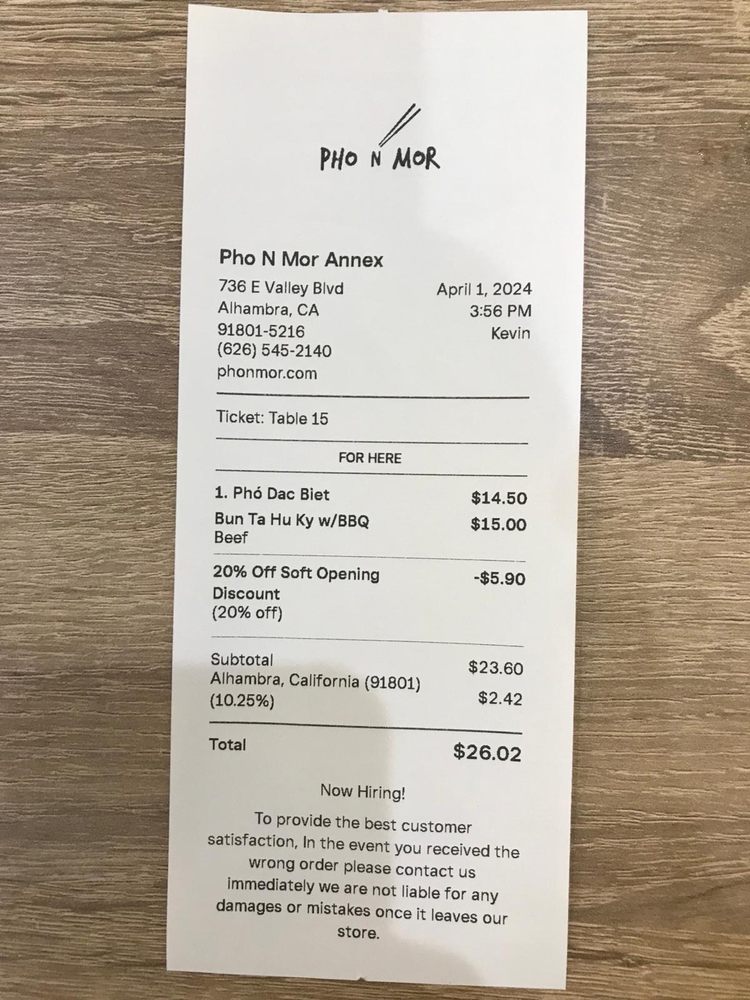 PHO N MOR
Pho N Mor Annex
736 E Valley Blvd
April 1, 2024
Alhambra, CA
3:56 PM
91801-5216
Kevin
(626) 545-2140
phonmor.com
Ticket: Table 15
FOR HERE
1. Phó Dac Biet $14.50
Bun Ta Hu Ky w/BBQ $15.00
Beef
20% Off Soft Opening -$5.90
Discount
(20% off)
Subtotal $23.60
Alhambra, California (91801) $2.42
(10.25%)
Total $26.02
Now Hiring!
To provide the best customer
satisfaction, In the event you received the
wrong order please contact us
immediately we are not liable for any
damages or mistakes once it leaves our
store.